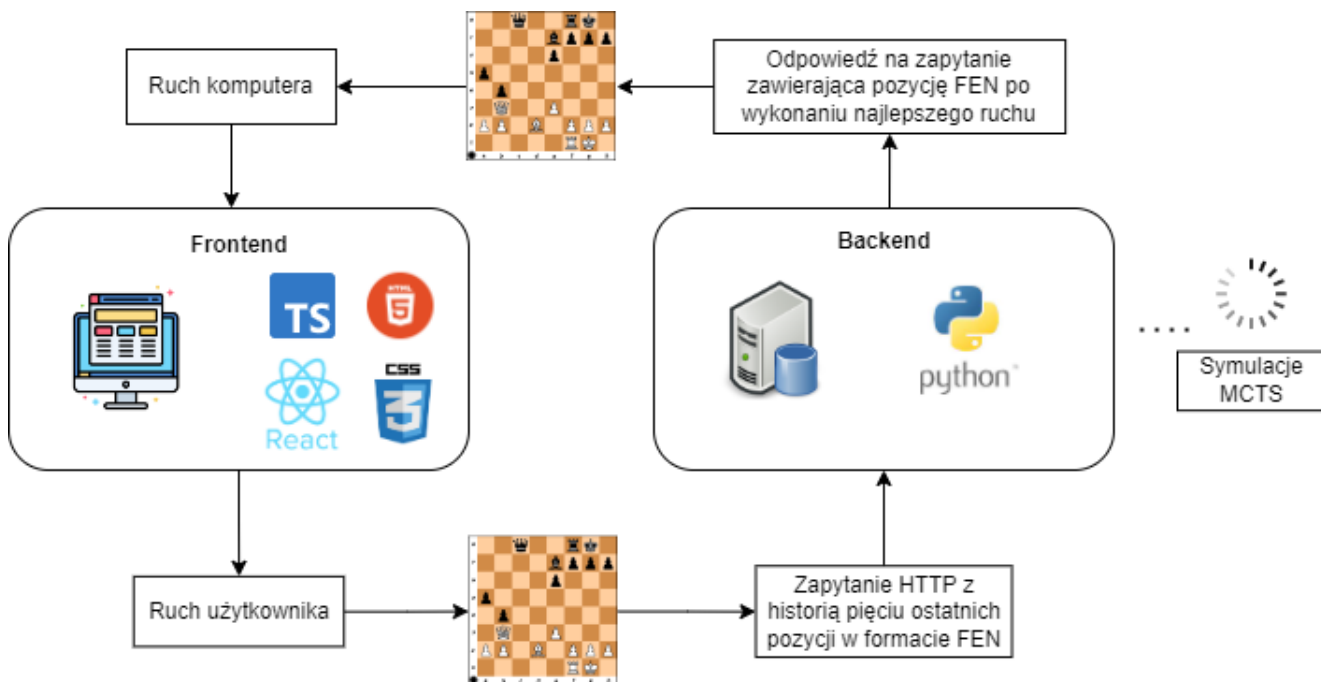 Ruch komputera
Odpowiedź na zapytanie
zawierająca pozycję FEN po
wykonaniu najlepszego ruchu
Frontend
TS
HTML
5
CSS
3
React
Backend
python
Symulacje
MCTS
Ruch użytkownika
Zapytanie HTTP z
historią pięciu ostatnich
pozycji w formacie FEN